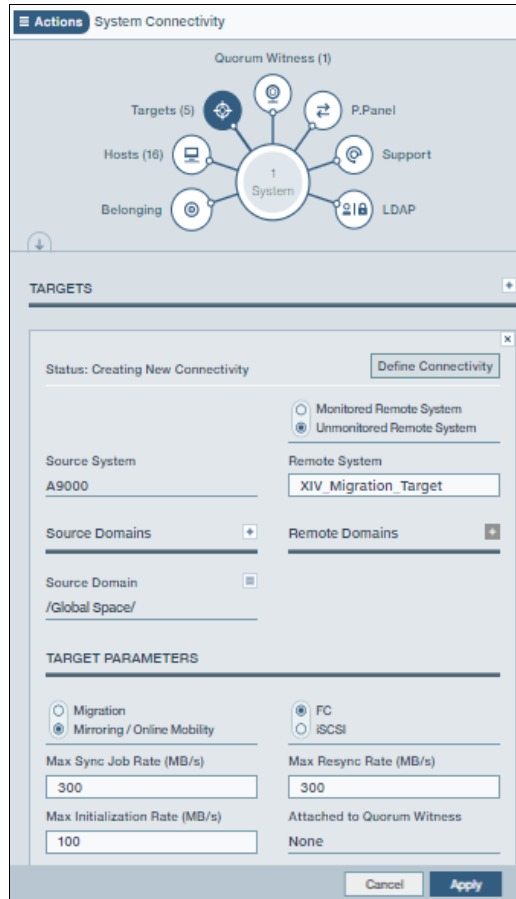 Actions System Connectivity
Quorum Witness (1)
Targets (5)
P.Panel
Hosts (16)
Support
1
System
Belonging
LDAP
TARGETS
Status: Creating New Connectivity
Define Connectivity
Monitored Remote System
Unmonitored Remote System
Source System
Remote System
A9000
XIV_Migration_Target
Source Domains
Remote Domains
Source Domain
/Global Space/
TARGET PARAMETERS
Migration
FC
Mirroring / Online Mobility
iSCSI
Max Sync Job Rate (MB/s)
Max Resync Rate (MB/s)
300
300
Max Initialization Rate (MB/s)
Attached to Quorum Witness
100
None
Cancel
Apply